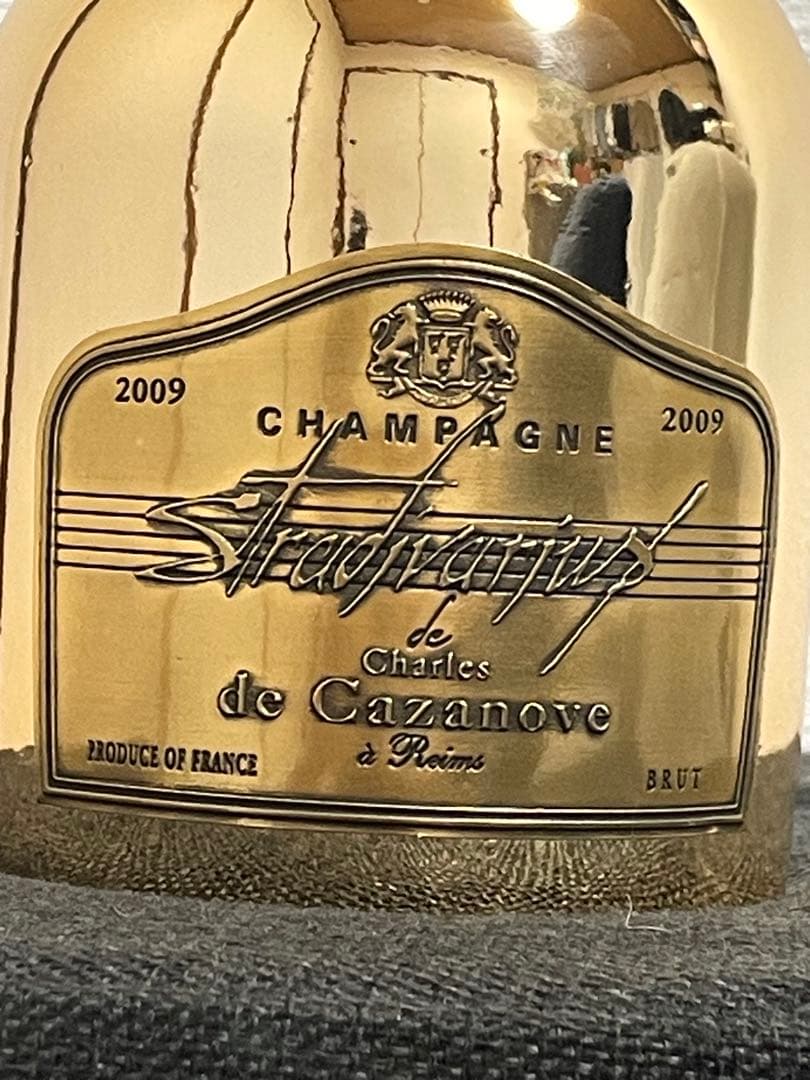 2009
2009
CHAMPAGNE
Stradivarius
de
Charles
de Cazanove
à Reims
PRODUCE OF FRANCE
BRUT